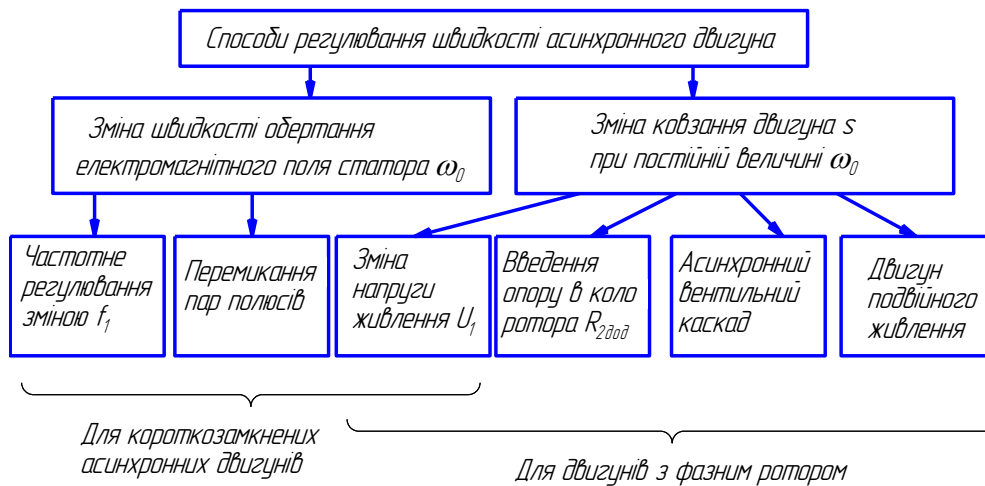 Способи регулювання швидкості асинхронного двигуна
Зміна швидкості обертання
електромагнітного поля статора ω₀
Зміна ковзання двигуна s
при постійній величині ω₀
Частотне
регулювання
зміною f₁
Перемикання
пар полюсів
Зміна
напруги
живлення U₁
Введення
опору в коло
ротора R₂дод
Асинхронний
вентильний
каскад
Двигун
подвійного
живлення
Для короткозамкнених
асинхронних двигунів
Для двигунів з фазним ротором